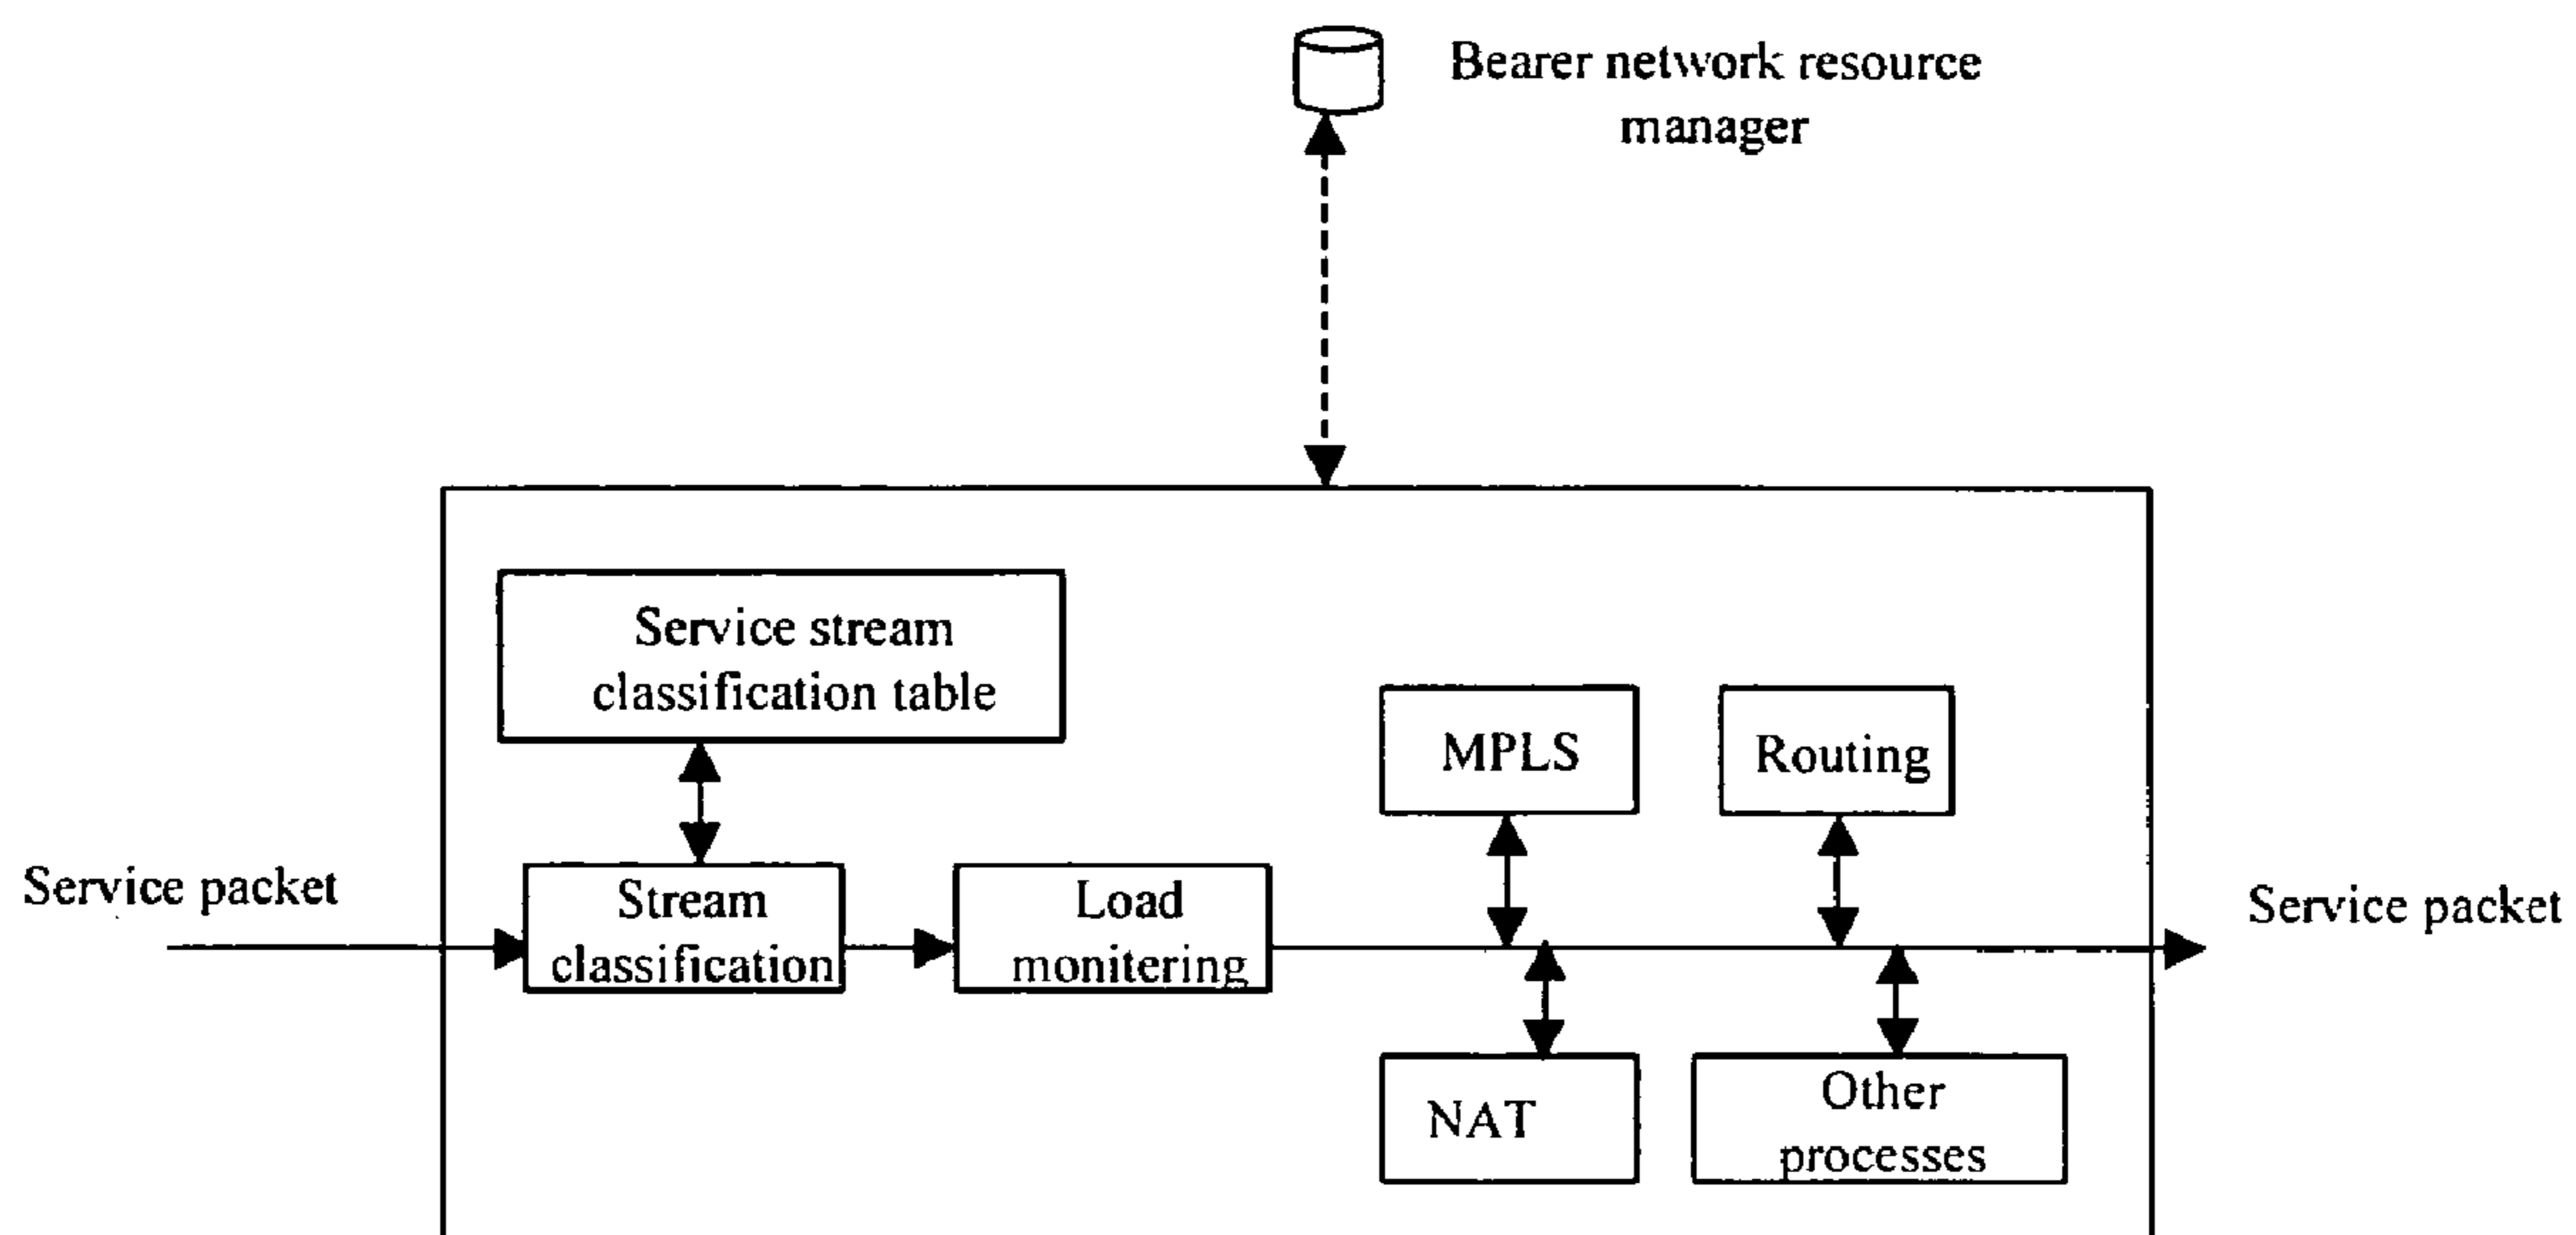 Bearer network resource
manager
Service stream
classification table
MPLS
Routing
Service packet
Stream
classification
Load
monitering
Service packet
NAT
Other
processes